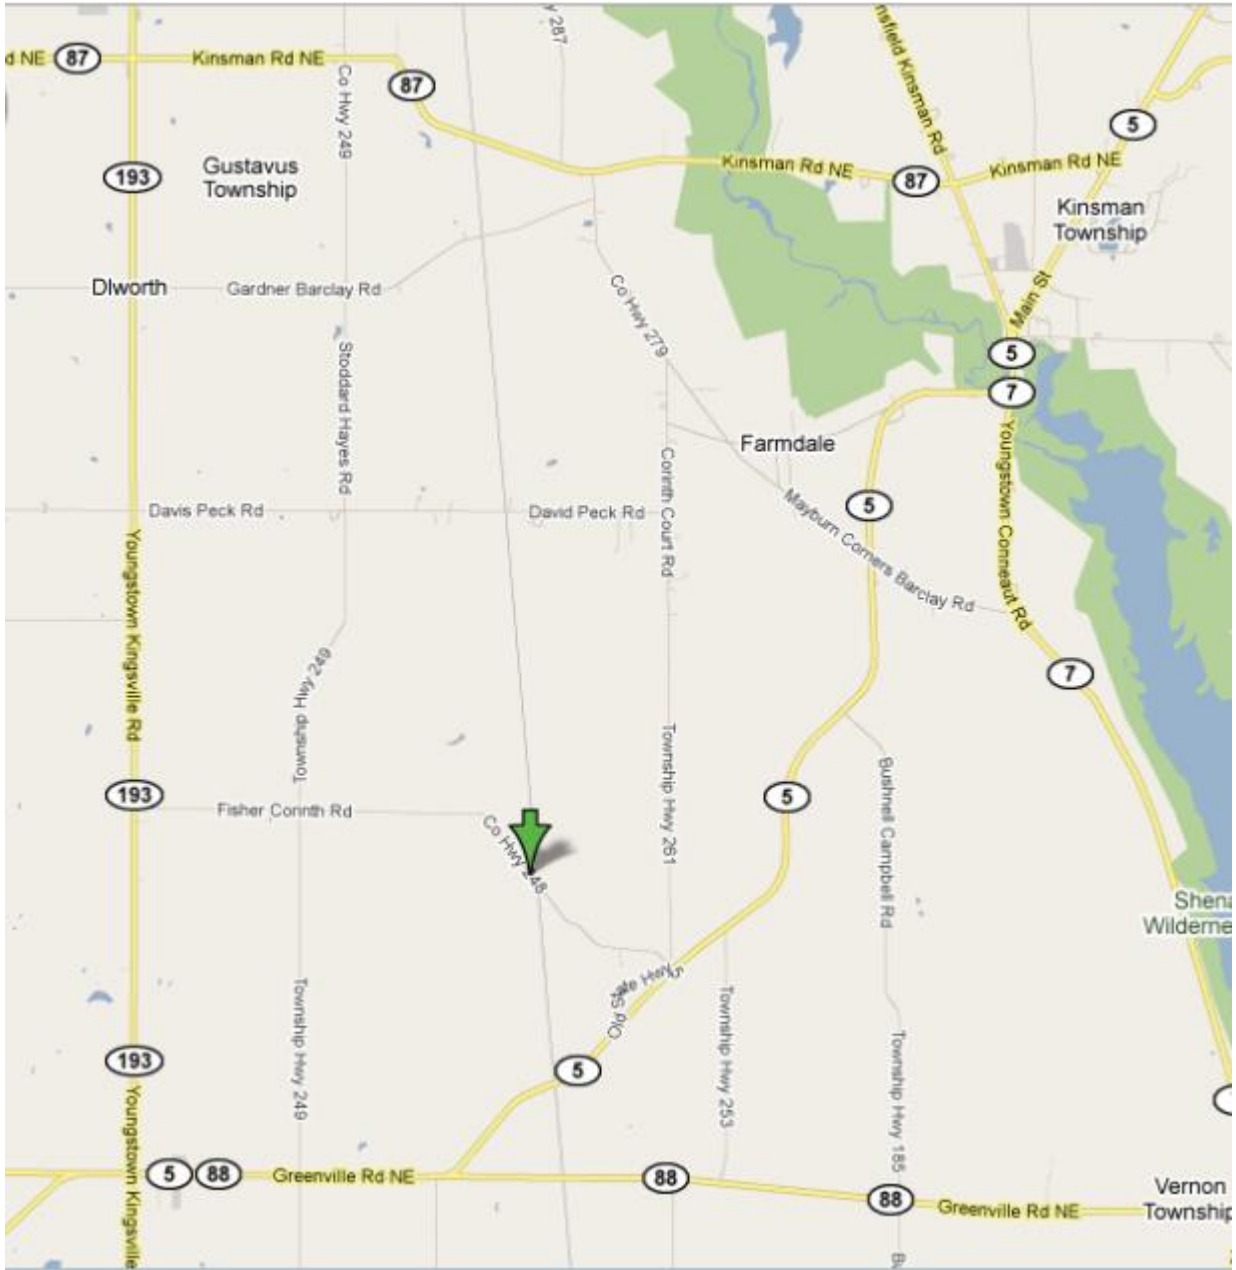 d NE
87
Kinsman Rd NE
Co Hwy 249
87
y 287
nsfield Kinsman Rd
5
193
Gustavus
Township
Kinsman Rd NE
87
Kinsman Rd NE
Kinsman
Township
Dlworth
Gardner Barclay Rd
Co Hwy 279
Main St
5
7
Stoddard Hayes Rd
Farmdale
Corinth Court Rd
Youngstown Conneaut Rd
Davis Peck Rd
David Peck Rd
5
Mayburn Corners Barclay Rd
Youngstown Kingsville Rd
Township Hwy 249
7
Township Hwy 261
193
Fisher Corinth Rd
5
Bushnell Campbell Rd
Co Hwy 248
Shena
Wilderne
Old State Hwy 5
Township Hwy 249
Township Hwy 253
Township Hwy 185
193
5
Youngstown Kingsville
5
88
Greenville Rd NE
88
88
Greenville Rd NE
Vernon
Township